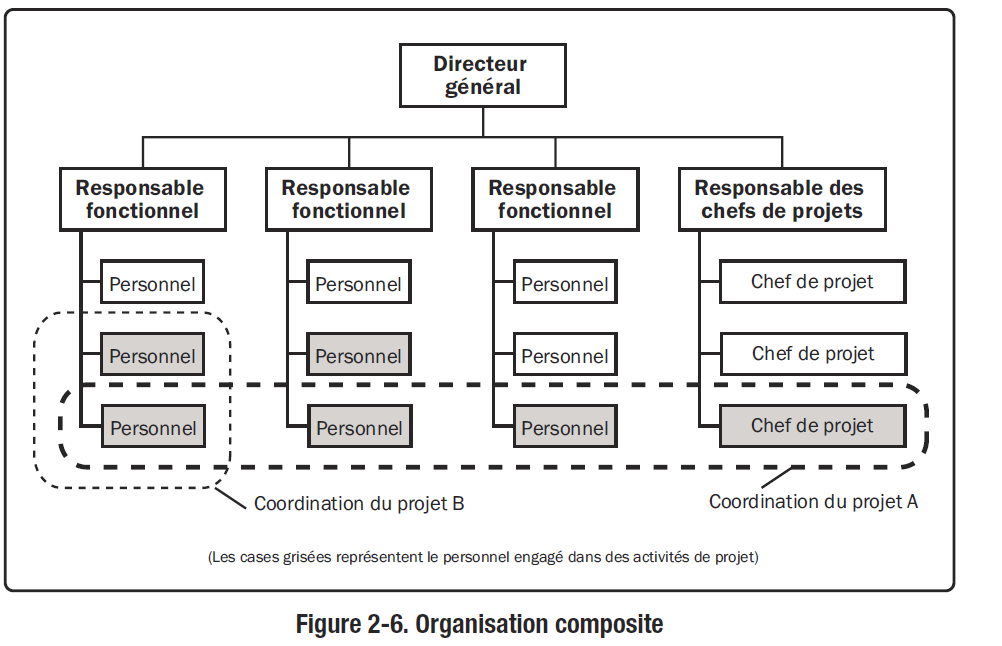 Directeur
général
Responsable
fonctionnel
Responsable
fonctionnel
Responsable
fonctionnel
Responsable des
chefs de projets
Personnel
Personnel
Personnel
Chef de projet
Personnel
Personnel
Personnel
Chef de projet
Personnel
Personnel
Personnel
Chef de projet
Coordination du projet B
Coordination du projet A
(Les cases grisées représentent le personnel engagé dans des activités de projet)
Figure 2-6. Organisation composite